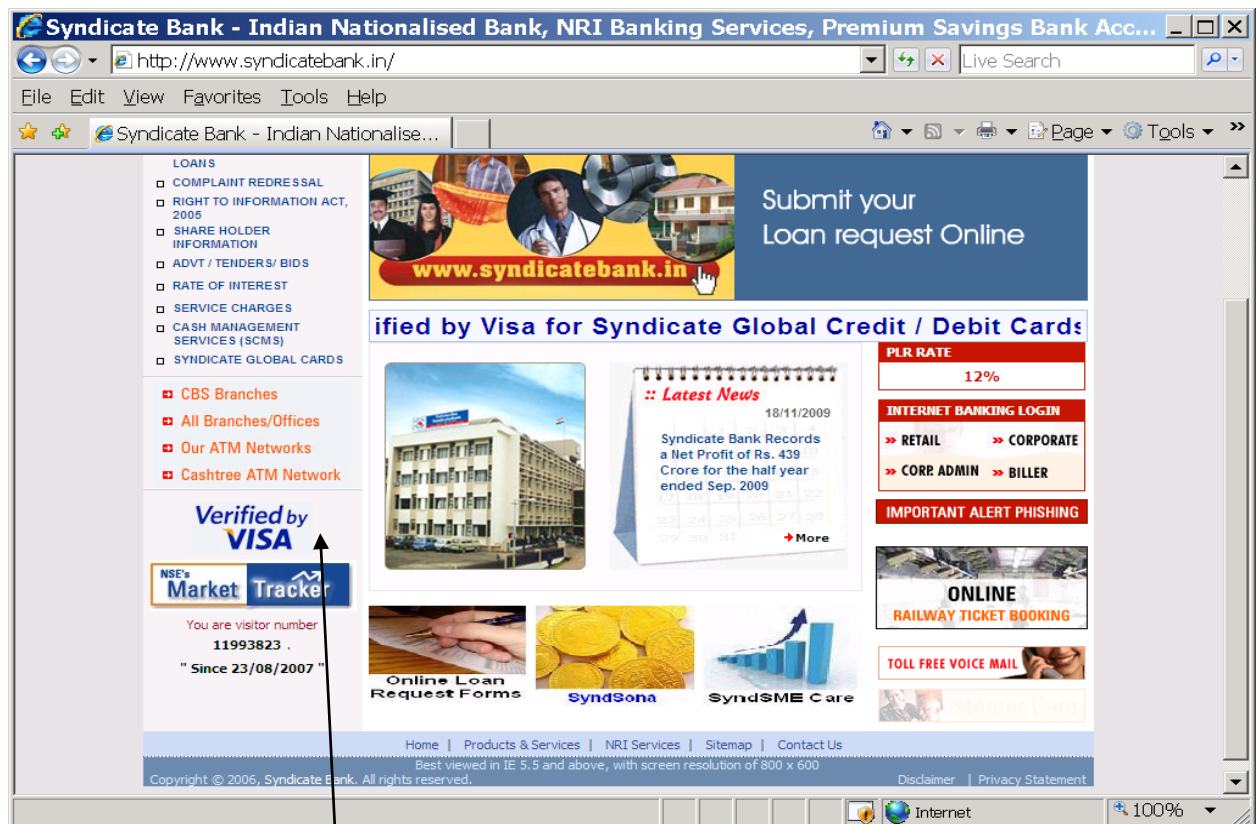 Syndicate Bank - Indian Nationalised Bank, NRI Banking Services, Premium Savings Bank Acc...
http://www.syndicatebank.in/
Live Search
File Edit View Favorites Tools Help
Syndicate Bank - Indian Nationalise...
Page Tools
LOANS
COMPLAINT REDRESSAL
RIGHT TO INFORMATION ACT,
2005
SHARE HOLDER
INFORMATION
ADVT / TENDERS/ BIDS
RATE OF INTEREST
SERVICE CHARGES
CASH MANAGEMENT
SERVICES (SCMS)
SYNDICATE GLOBAL CARDS
CBS Branches
All Branches/Offices
Our ATM Networks
Cashtree ATM Network
Verified by
VISA
NSE's
Market Tracker
You are visitor number
11993823 .
" Since 23/08/2007 "
www.syndicatebank.in
Submit your
Loan request Online
ified by Visa for Syndicate Global Credit / Debit Cards
:: Latest News
18/11/2009
Syndicate Bank Records
a Net Profit of Rs. 439
Crore for the half year
ended Sep. 2009
More
Online Loan
Request Forms
SyndSona
SyndSME Care
PLR RATE
12%
INTERNET BANKING LOGIN
RETAIL
CORPORATE
CORP. ADMIN
BILLER
IMPORTANT ALERT PHISHING
ONLINE
RAILWAY TICKET BOOKING
TOLL FREE VOICE MAIL
Home | Products & Services | NRI Services | Sitemap | Contact Us
Best viewed in IE 5.5 and above, with screen resolution of 800 x 600
Copyright © 2006, Syndicate Bank. All rights reserved.
Disclaimer | Privacy Statement
Internet
100%